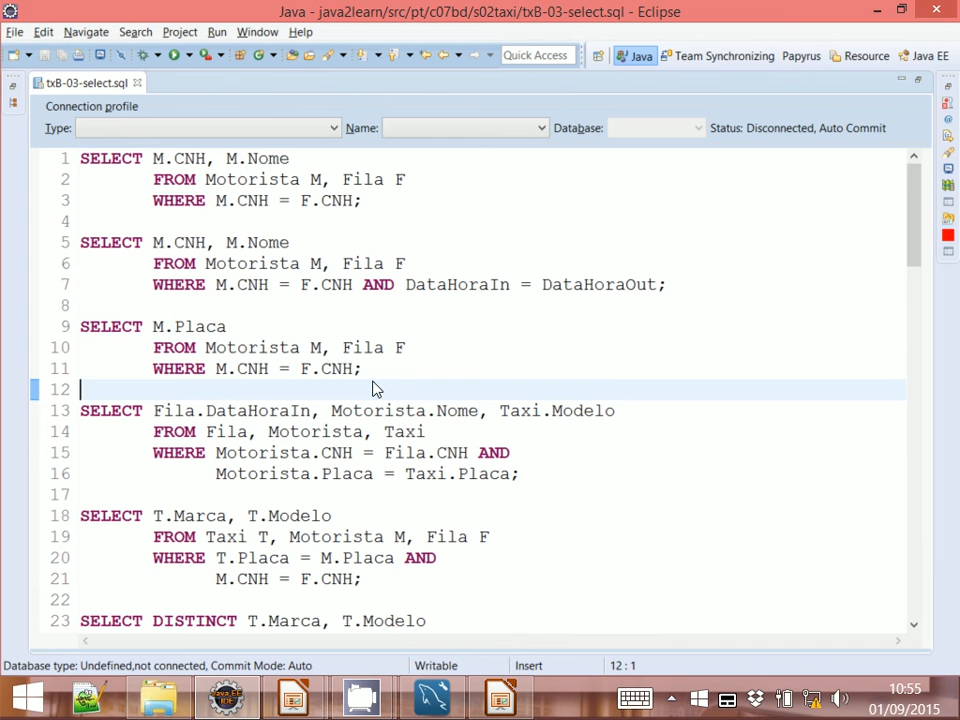 Java - java2learn/src/pt/c07bd/s02taxi/txB-03-select.sql - Eclipse
File Edit Navigate Search Project Run Window Help
Quick Access Java Team Synchronizing Papyrus Resource Java EE
txB-03-select.sql
Connection profile
Type: Name: Database: Status: Disconnected, Auto Commit
1 SELECT M.CNH, M.Nome
2 FROM Motorista M, Fila F
3 WHERE M.CNH = F.CNH;
4
5 SELECT M.CNH, M.Nome
6 FROM Motorista M, Fila F
7 WHERE M.CNH = F.CNH AND DataHoraIn = DataHoraOut;
8
9 SELECT M.Placa
10 FROM Motorista M, Fila F
11 WHERE M.CNH = F.CNH;
12
13 SELECT Fila.DataHoraIn, Motorista.Nome, Taxi.Modelo
14 FROM Fila, Motorista, Taxi
15 WHERE Motorista.CNH = Fila.CNH AND
16 Motorista.Placa = Taxi.Placa;
17
18 SELECT T.Marca, T.Modelo
19 FROM Taxi T, Motorista M, Fila F
20 WHERE T.Placa = M.Placa AND
21 M.CNH = F.CNH;
22
23 SELECT DISTINCT T.Marca, T.Modelo
Database type: Undefined,not connected, Commit Mode: Auto Writable Insert 12 : 1
Java EE
IDE
10:55
01/09/2015